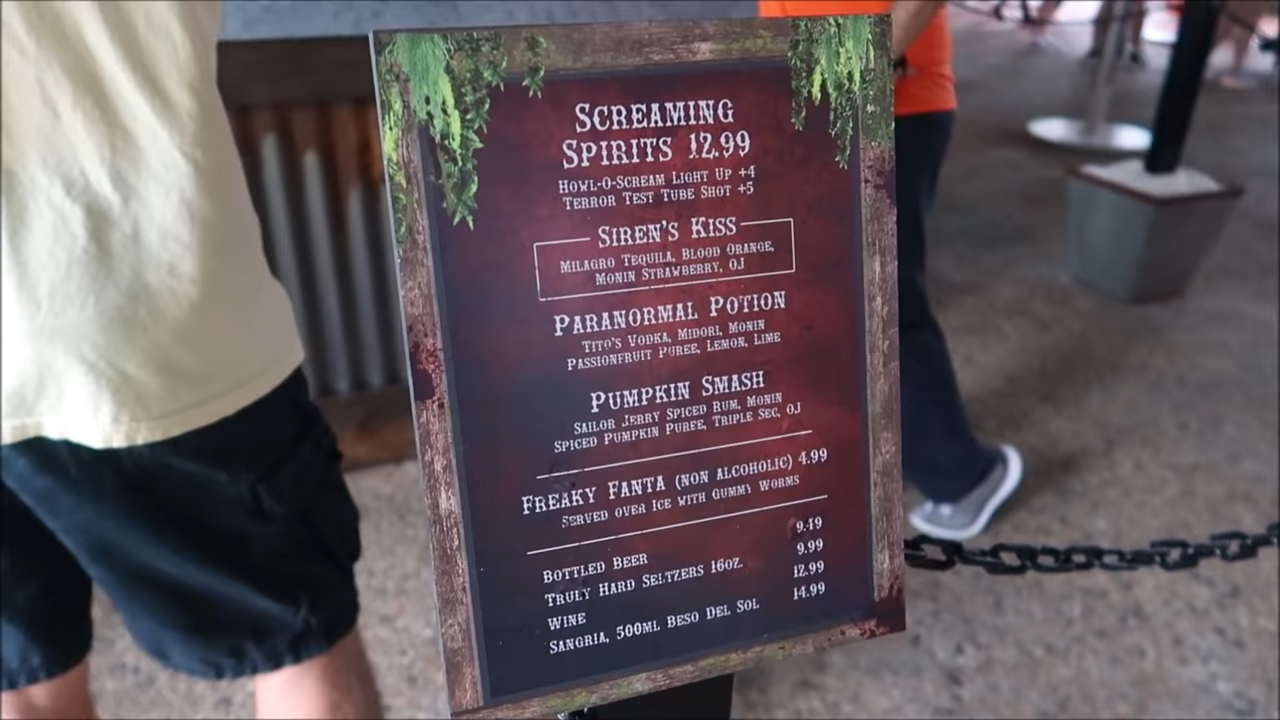 SCREAMING
SPIRITS 12.99
HOWL-O-SCREAM LIGHT UP +4
TERROR TEST TUBE SHOT +5
SIREN'S KISS
MILAGRO TEQUILA, BLOOD ORANGE,
MONIN STRAWBERRY, OJ
PARANORMAL POTION
TITO'S VODKA, MIDORI, MONIN
PASSIONFRUIT PUREE, LEMON, LIME
PUMPKIN SMASH
SAILOR JERRY SPICED RUM, MONIN
SPICED PUMPKIN PUREE, TRIPLE SEC, OJ
FREAKY FANTA (NON ALCOHOLIC) 4.99
SERVED OVER ICE WITH GUMMY WORMS
BOTTLED BEER 9.49
TRULY HARD SELTZERS 16OZ. 9.99
WINE 12.99
SANGRIA, 500ML BESO DEL SOL 14.99